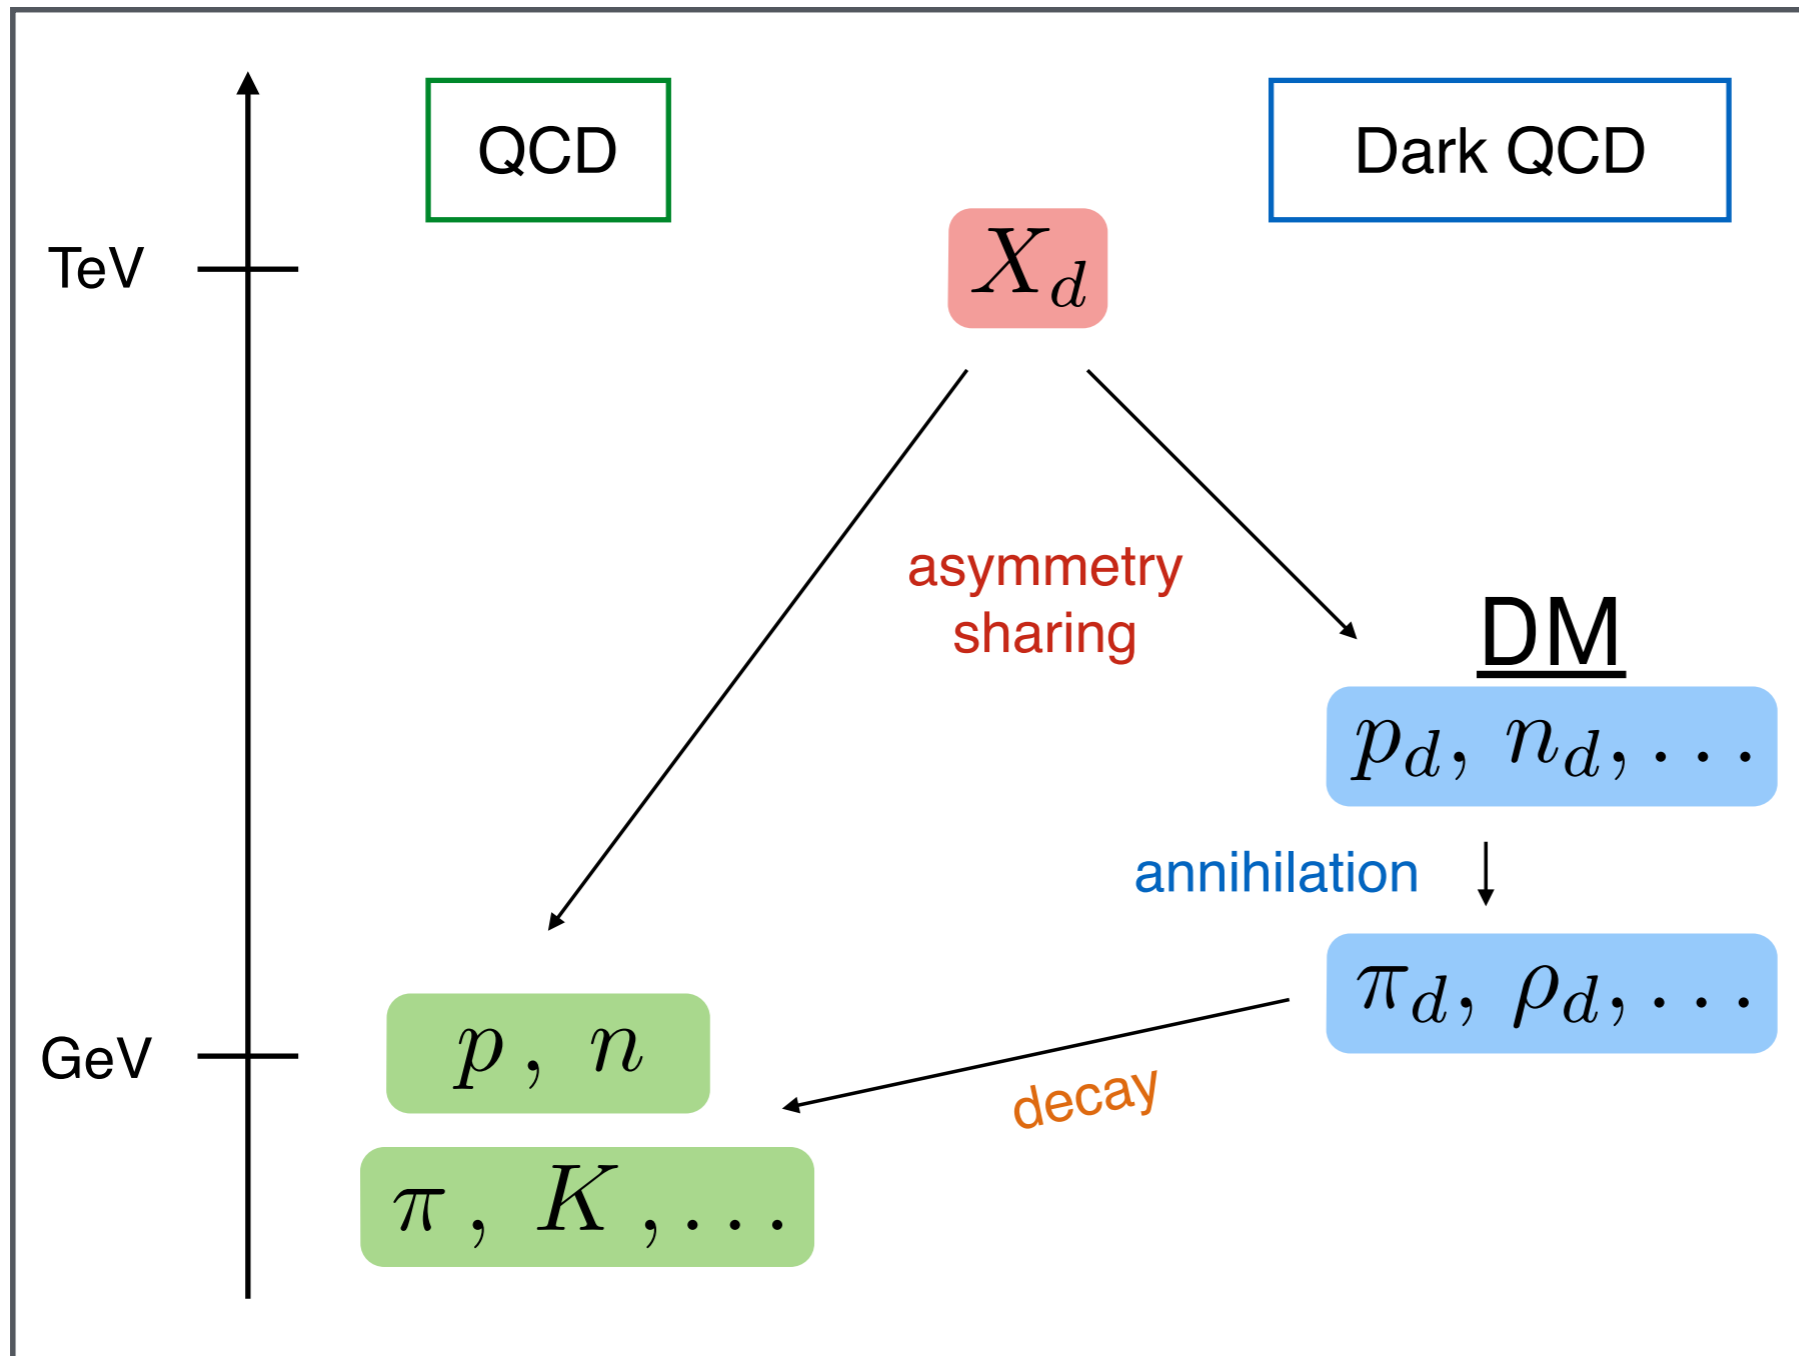 QCD
Dark QCD
TeV
X_d
asymmetry
sharing
DM
p_d, n_d, ...
annihilation
π_d, ρ_d, ...
GeV
p , n
decay
π , K , ...